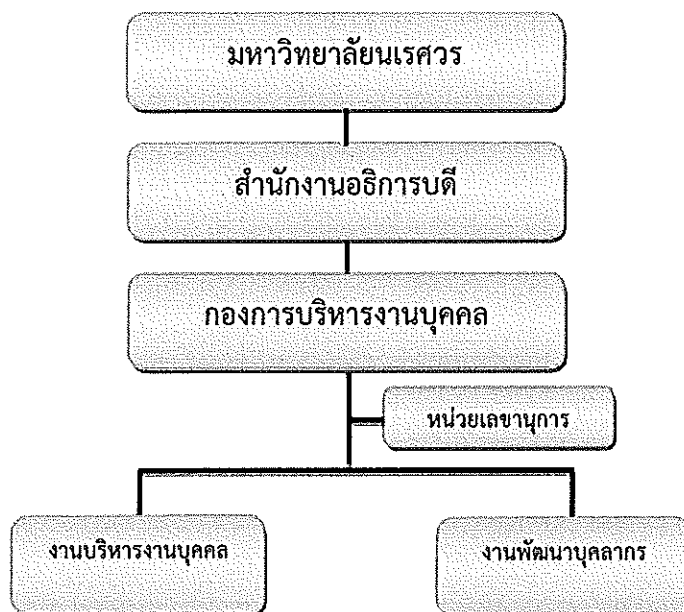 มหาวิทยาลัยนเรศวร
สำนักงานอธิการบดี
กองการบริหารงานบุคคล
หน่วยเลขานุการ
งานบริหารงานบุคคล
งานพัฒนาบุคลากร